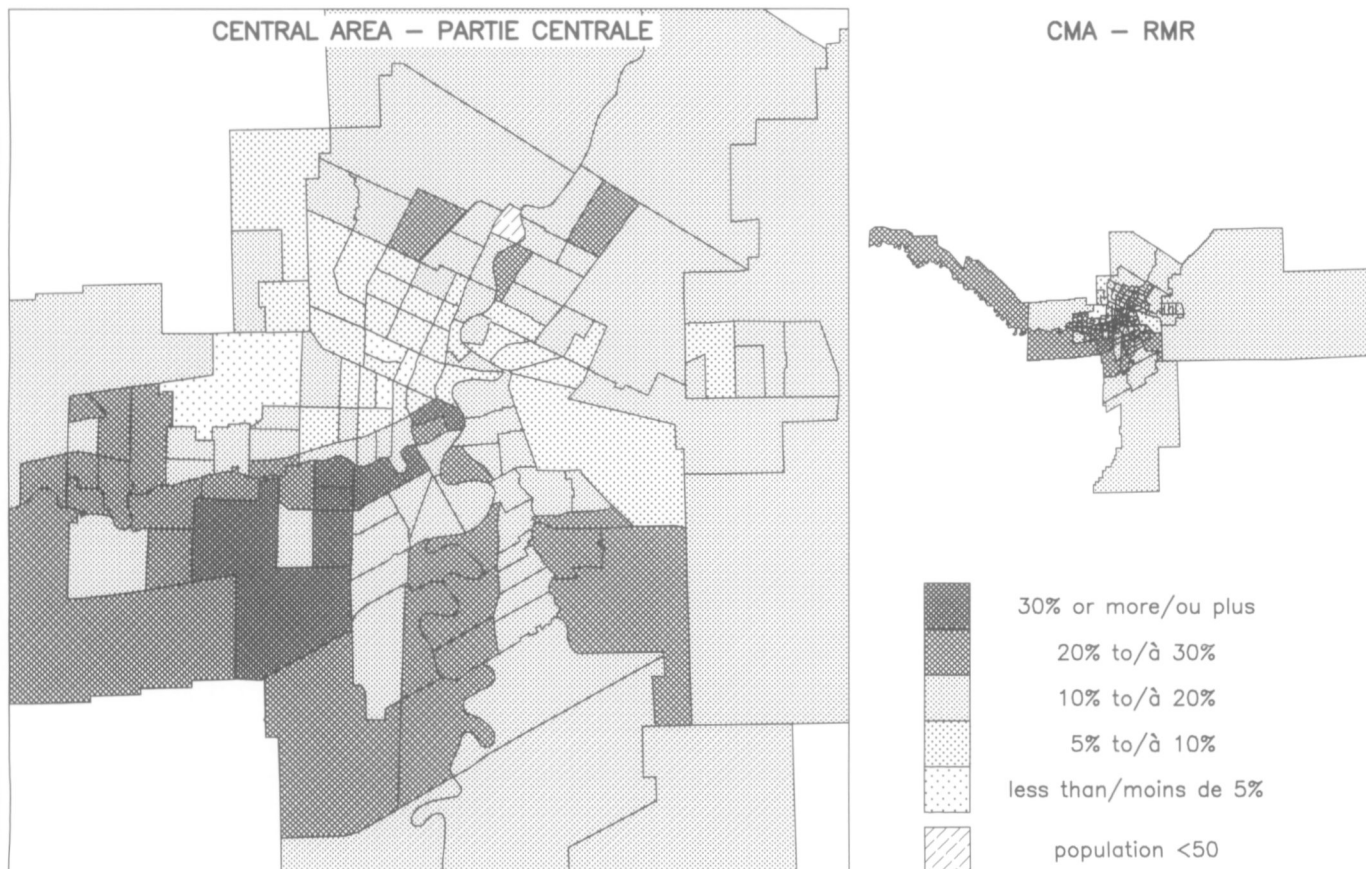 CENTRAL AREA – PARTIE CENTRALE
CMA – RMR
30% or more/ou plus
20% to/à 30%
10% to/à 20%
5% to/à 10%
less than/moins de 5%
population <50